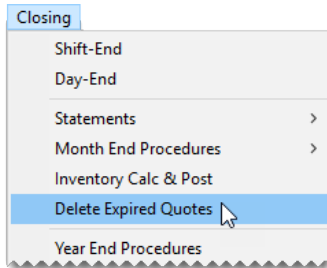 Closing
Shift-End
Day-End
Statements
Month End Procedures
Inventory Calc & Post
Delete Expired Quotes
Year End Procedures